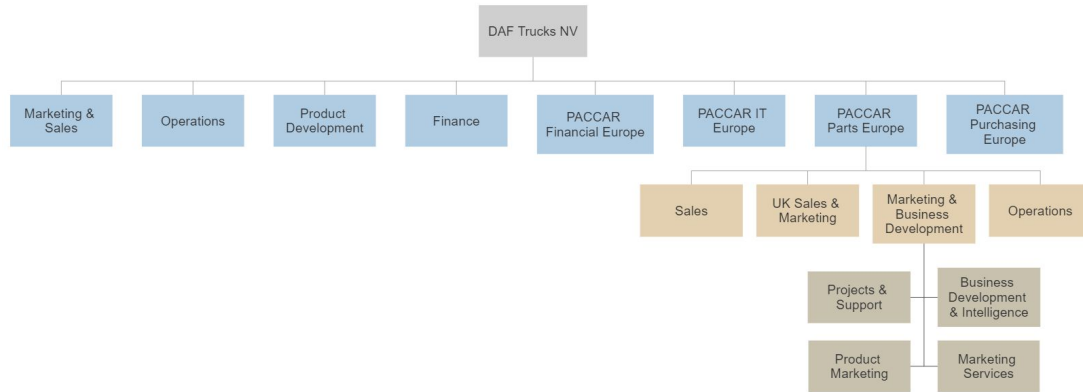 DAF Trucks NV
Marketing &
Sales
Operations
Product
Development
Finance
PACCAR
Financial Europe
PACCAR IT
Europe
PACCAR
Parts Europe
PACCAR
Purchasing
Europe
Sales
UK Sales &
Marketing
Marketing &
Business
Development
Operations
Projects &
Support
Business
Development
& Intelligence
Product
Marketing
Marketing
Services